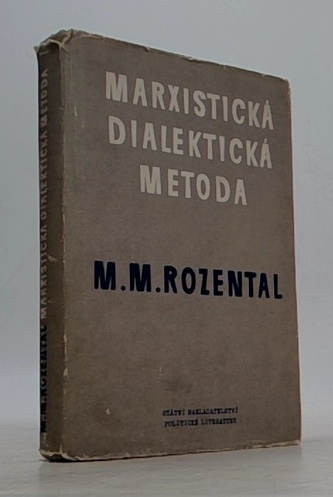 MARXISTICKÁ
DIALEKTICKÁ
METODA
M.M.ROZENTAL
STÁTNÍ NAKLADATELSTVÍ
POLITICKÉ LITERATURY
M.M.ROZENTAL MARXISTICKÁ DIALEKTICKÁ METODA